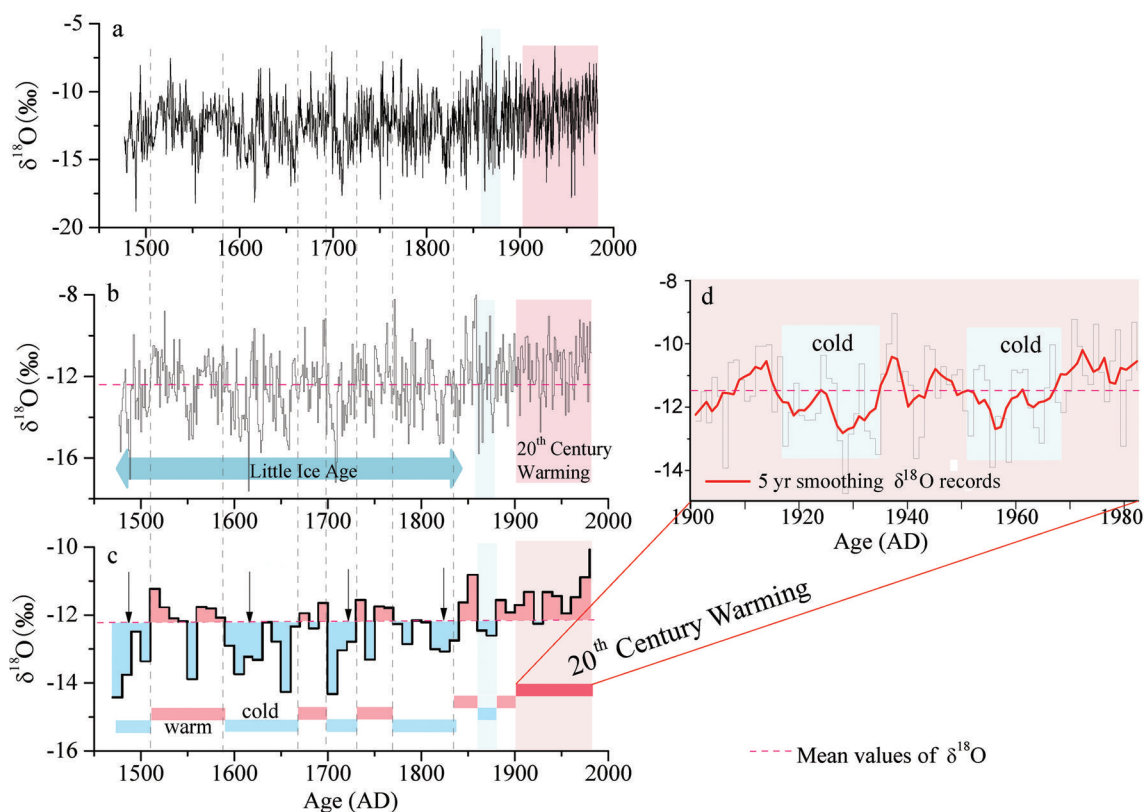 a
-5
-10
-15
-20
δ¹⁸O (‰)
1500 1600 1700 1800 1900 2000
b
-8
-12
-16
δ¹⁸O (‰)
Little Ice Age
20th Century
Warming
1500 1600 1700 1800 1900 2000
c
-10
-12
-14
-16
δ¹⁸O (‰)
warm
cold
1500 1600 1700 1800 1900 2000
Age (AD)
d
-8
-10
-12
-14
cold
cold
5 yr smoothing δ¹⁸O records
1900 1920 1940 1960 1980
Age (AD)
20th Century Warming
Mean values of δ¹⁸O